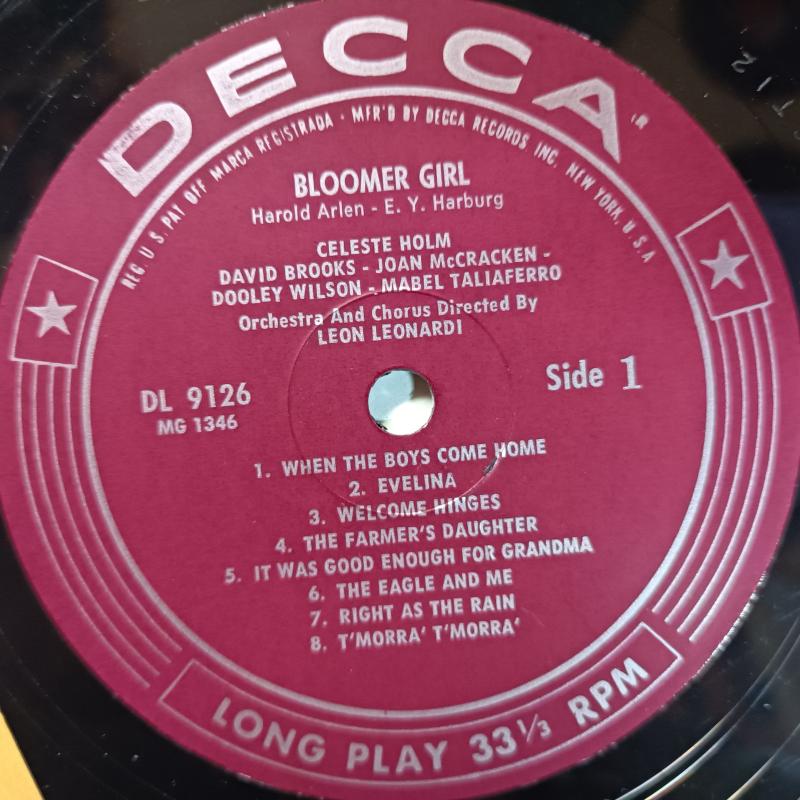 DECCA
®
REG. U.S. PAT OFF. MARCA REGISTRADA · MFR'D BY DECCA RECORDS INC. NEW YORK, U.S.A
BLOOMER GIRL
Harold Arlen - E. Y. Harburg
CELESTE HOLM
DAVID BROOKS - JOAN McCRACKEN -
DOOLEY WILSON - MABEL TALIAFERRO
Orchestra And Chorus Directed By
LEON LEONARDI
DL 9126
MG 1346
Side 1
1. WHEN THE BOYS COME HOME
2. EVELINA
3. WELCOME HINGES
4. THE FARMER'S DAUGHTER
5. IT WAS GOOD ENOUGH FOR GRANDMA
6. THE EAGLE AND ME
7. RIGHT AS THE RAIN
8. T'MORRA' T'MORRA'
LONG PLAY 33⅓ RPM